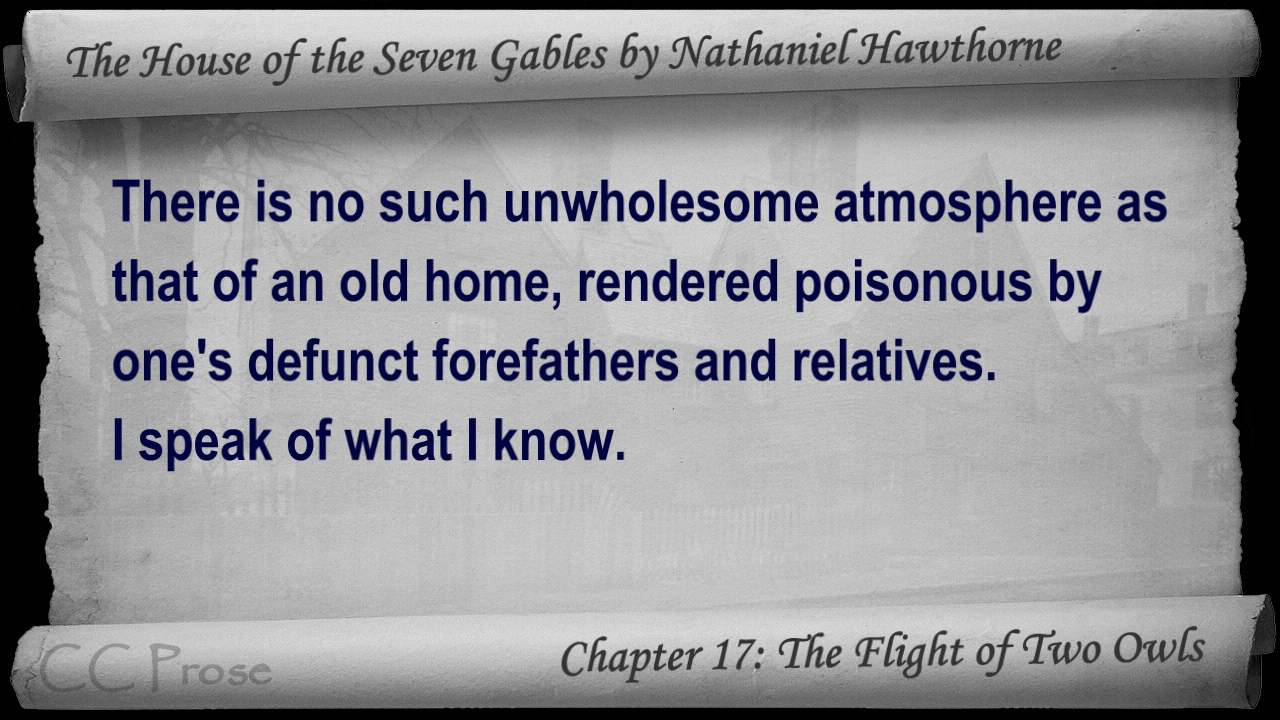 The House of the Seven Gables by Nathaniel Hawthorne
There is no such unwholesome atmosphere as
that of an old home, rendered poisonous by
one's defunct forefathers and relatives.
I speak of what I know.
CC Prose
Chapter 17: The Flight of Two Owls